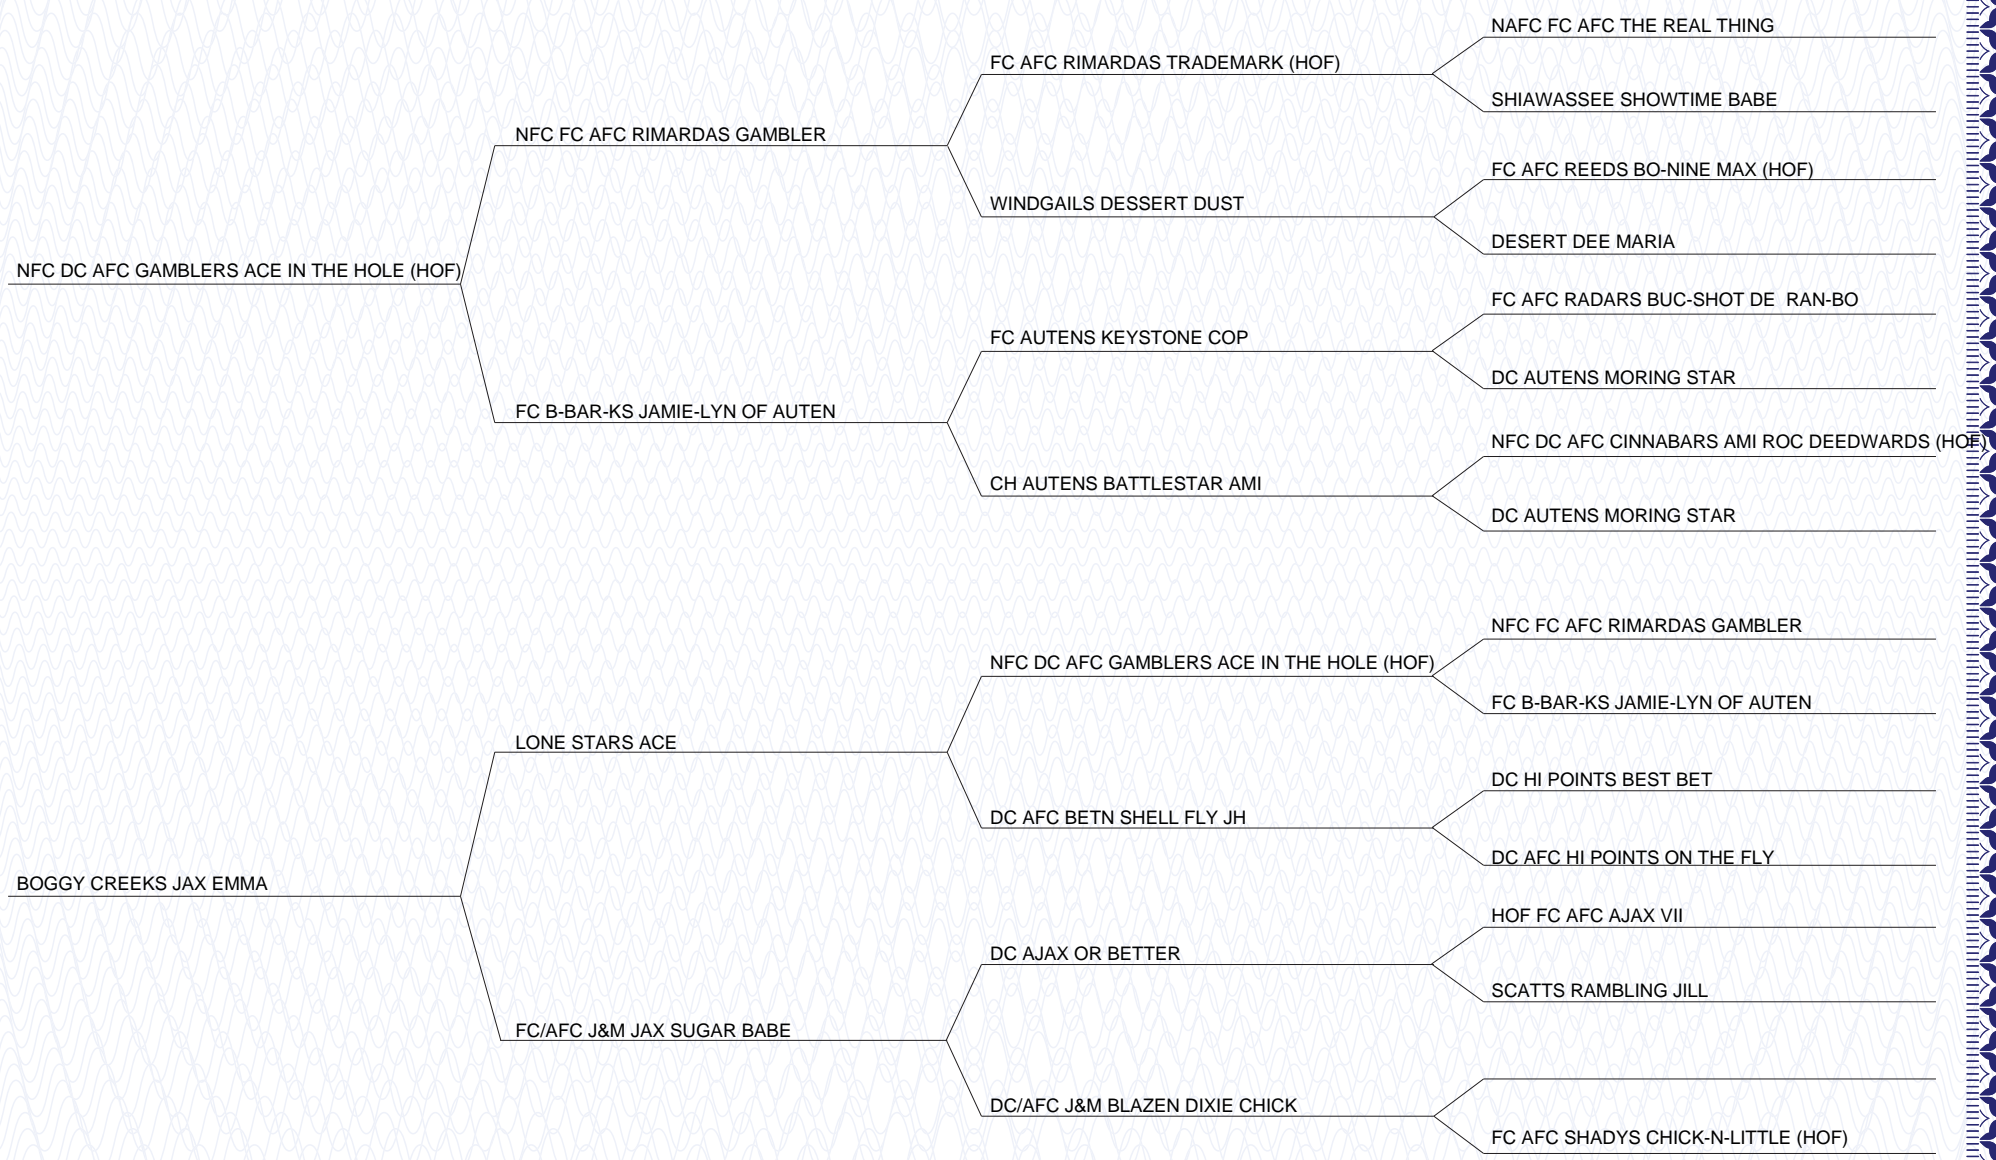 NAFC FC AFC THE REAL THING
FC AFC RIMARDAS TRADEMARK (HOF)
SHIAWASSEE SHOWTIME BABE
NFC FC AFC RIMARDAS GAMBLER
FC AFC REEDS BO-NINE MAX (HOF)
WINDGAILS DESSERT DUST
DESERT DEE MARIA
NFC DC AFC GAMBLERS ACE IN THE HOLE (HOF)
FC AFC RADARS BUC-SHOT DE  RAN-BO
FC AUTENS KEYSTONE COP
DC AUTENS MORING STAR
FC B-BAR-KS JAMIE-LYN OF AUTEN
NFC DC AFC CINNABARS AMI ROC DEEDWARDS (HOF)
CH AUTENS BATTLESTAR AMI
DC AUTENS MORING STAR
NFC FC AFC RIMARDAS GAMBLER
NFC DC AFC GAMBLERS ACE IN THE HOLE (HOF)
FC B-BAR-KS JAMIE-LYN OF AUTEN
LONE STARS ACE
DC HI POINTS BEST BET
DC AFC BETN SHELL FLY JH
DC AFC HI POINTS ON THE FLY
BOGGY CREEKS JAX EMMA
HOF FC AFC AJAX VII
DC AJAX OR BETTER
SCATTS RAMBLING JILL
FC/AFC J&M JAX SUGAR BABE
DC/AFC J&M BLAZEN DIXIE CHICK
FC AFC SHADYS CHICK-N-LITTLE (HOF)